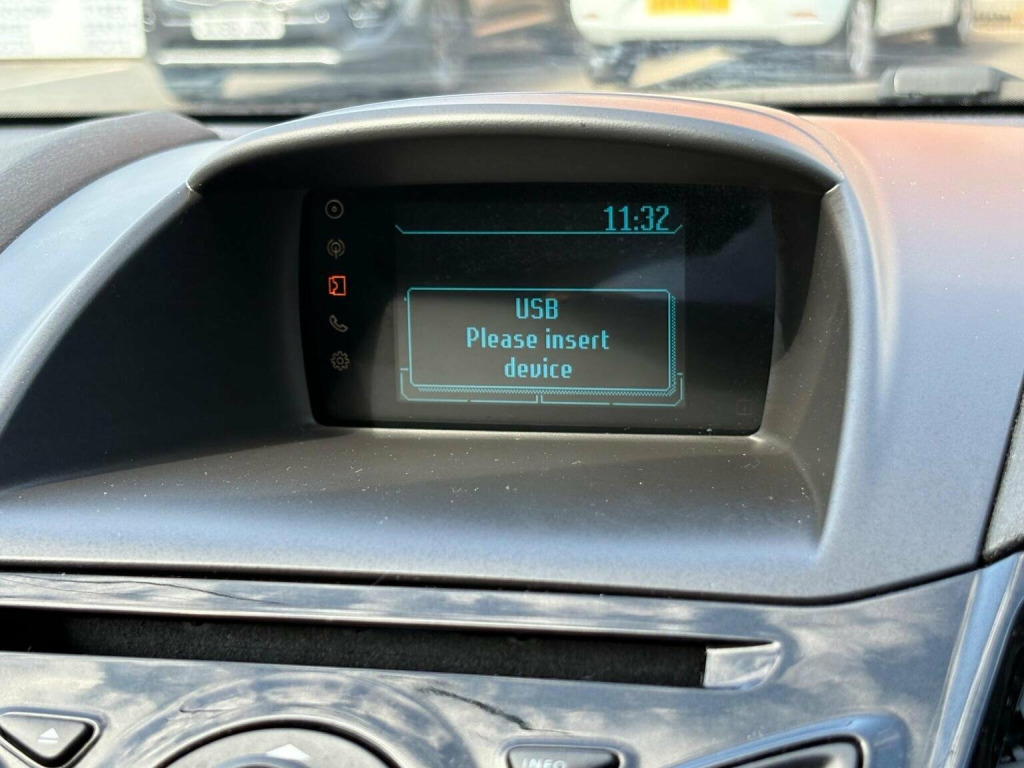 11:32
USB
Please insert
device
INFO